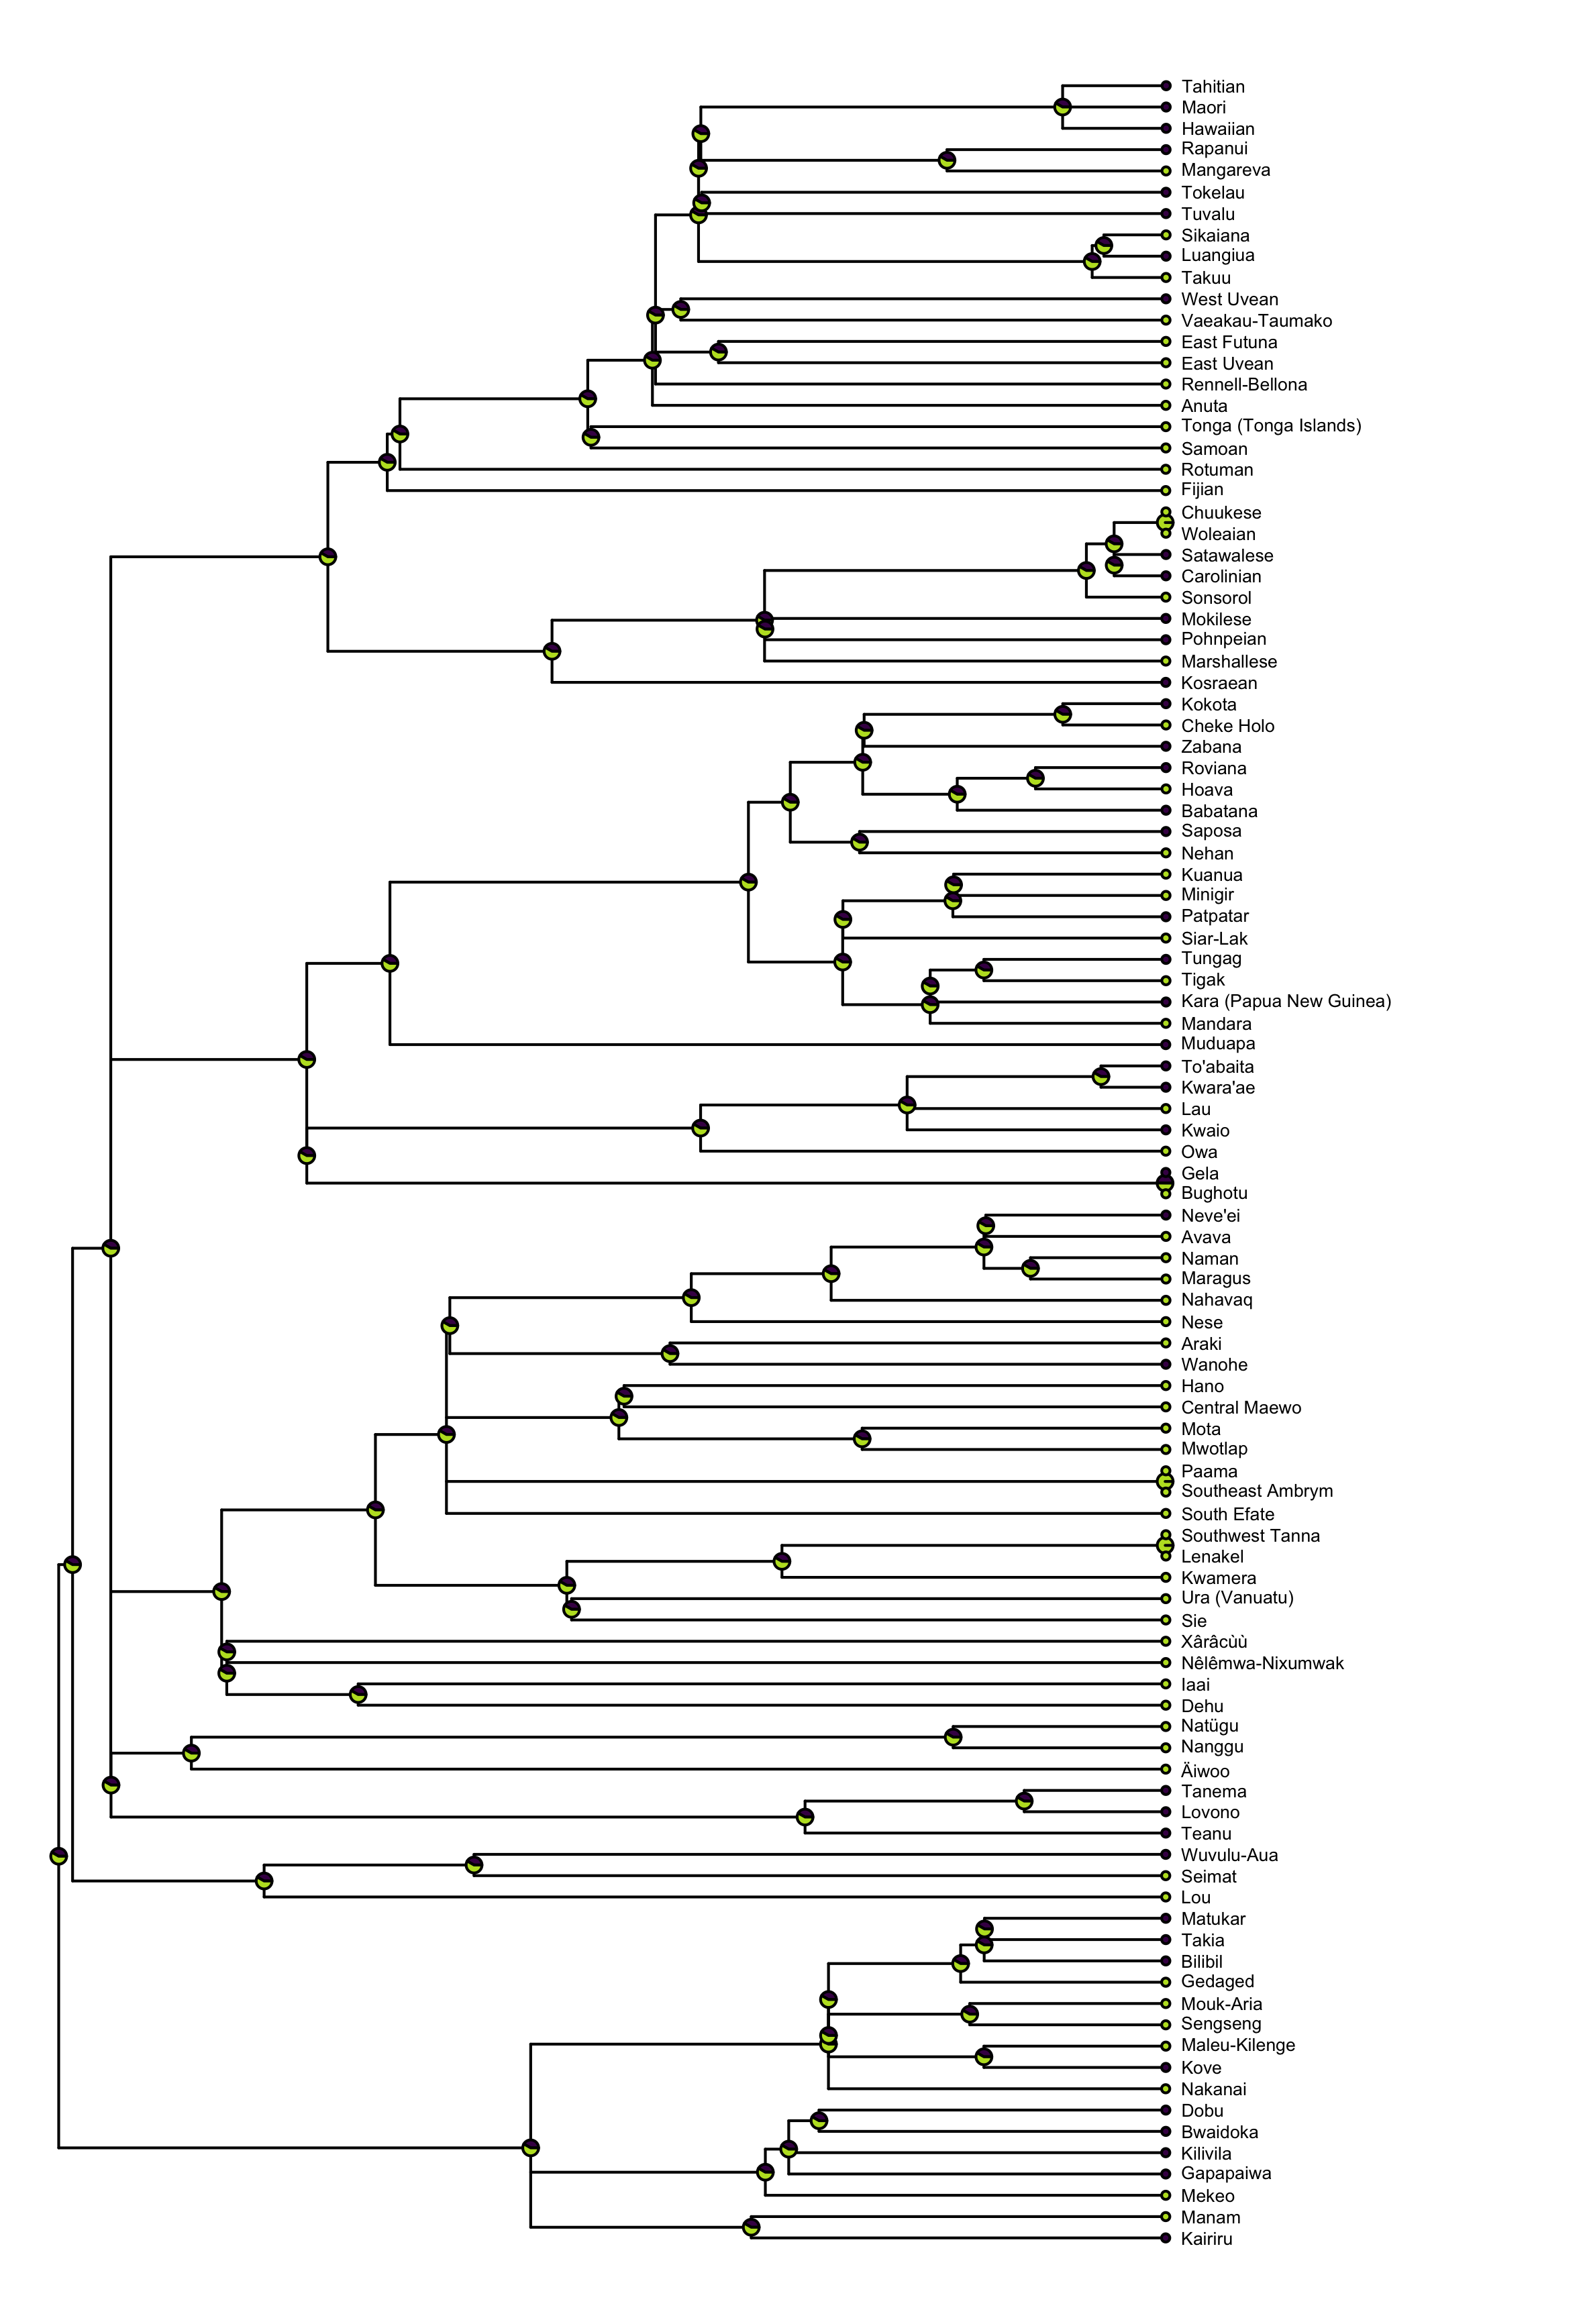 Tahitian
Maori
Hawaiian
Rapanui
Mangareva
Tokelau
Tuvalu
Sikaiana
Luangiua
Takuu
West Uvean
Vaeakau-Taumako
East Futuna
East Uvean
Rennell-Bellona
Anuta
Tonga (Tonga Islands)
Samoan
Rotuman
Fijian
Chuukese
Woleaian
Satawalese
Carolinian
Sonsorol
Mokilese
Pohnpeian
Marshallese
Kosraean
Kokota
Cheke Holo
Zabana
Roviana
Hoava
Babatana
Saposa
Nehan
Kuanua
Minigir
Patpatar
Siar-Lak
Tungag
Tigak
Kara (Papua New Guinea)
Mandara
Muduapa
To'abaita
Kwara'ae
Lau
Kwaio
Owa
Gela
Bughotu
Neve'ei
Avava
Naman
Maragus
Nahavaq
Nese
Araki
Wanohe
Hano
Central Maewo
Mota
Mwotlap
Paama
Southeast Ambrym
South Efate
Southwest Tanna
Lenakel
Kwamera
Ura (Vanuatu)
Sie
Xârâcùù
Nêlêmwa-Nixumwak
Iaai
Dehu
Natügu
Nanggu
Äiwoo
Tanema
Lovono
Teanu
Wuvulu-Aua
Seimat
Lou
Matukar
Takia
Bilibil
Gedaged
Mouk-Aria
Sengseng
Maleu-Kilenge
Kove
Nakanai
Dobu
Bwaidoka
Kilivila
Gapapaiwa
Mekeo
Manam
Kairiru